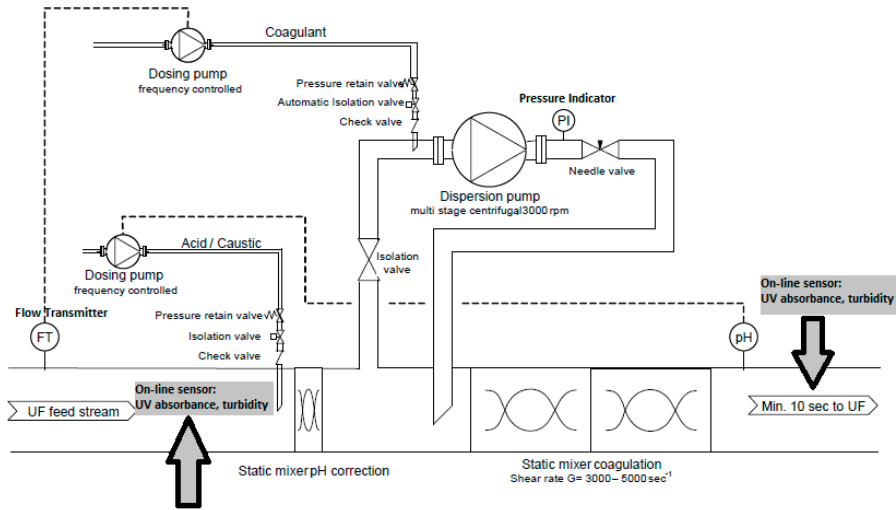 Coagulant
Dosing pump
frequency controlled
Pressure retain valve
Automatic Isolation valve
Check valve
Pressure Indicator
PI
Needle valve
Dispersion pump
multi stage centrifugal3000 rpm
Acid / Caustic
Dosing pump
frequency controlled
Isolation
valve
On-line sensor:
UV absorbance, turbidity
Flow Transmitter
FT
Pressure retain valve
Isolation valve
Check valve
pH
On-line sensor:
UV absorbance, turbidity
UF feed stream
Min. 10 sec to UF
Static mixer pH correction
Static mixer coagulation
Shear rate G= 3000– 5000 sec-1